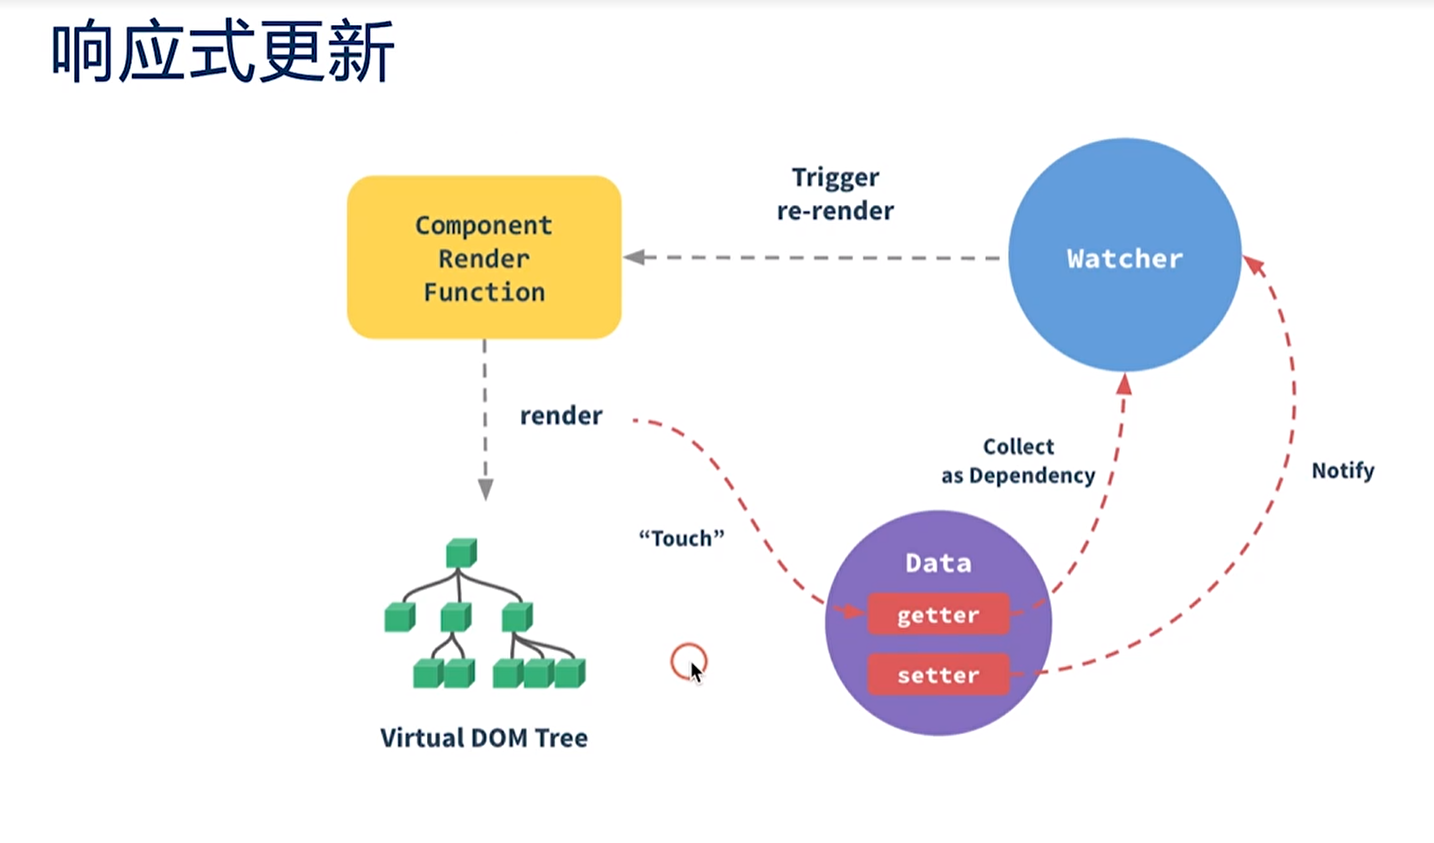 响应式更新
Trigger
re-render
Component
Render
Function
Watcher
render
Collect
as Dependency
Notify
“Touch”
Data
getter
setter
Virtual DOM Tree